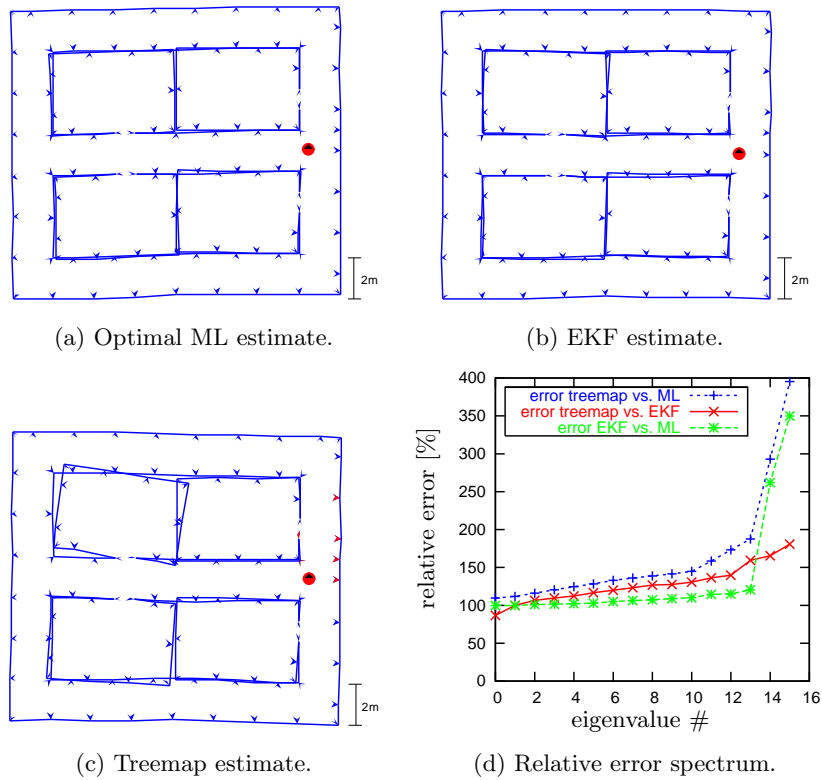 2m
2m
(a) Optimal ML estimate.
(b) EKF estimate.
2m
(c) Treemap estimate.
relative error [%]
400
350
300
250
200
150
100
50
0
error treemap vs. ML
error treemap vs. EKF
error EKF vs. ML
0 2 4 6 8 10 12 14 16
eigenvalue #
(d) Relative error spectrum.